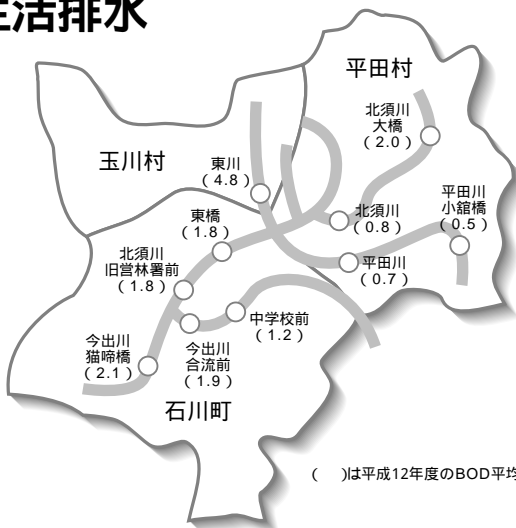 生活排水
平田村
北須川
大橋
（2.0）
玉川村
東川
（4.8）
平田川
小舘橋
（0.5）
東橋
（1.8）
北須川
（0.8）
北須川
旧営林署前
（1.8）
平田川
（0.7）
中学校前
（1.2）
今出川
猫啼橋
（2.1）
今出川
合流前
（1.9）
石川町
（　）は平成12年度のBOD平均